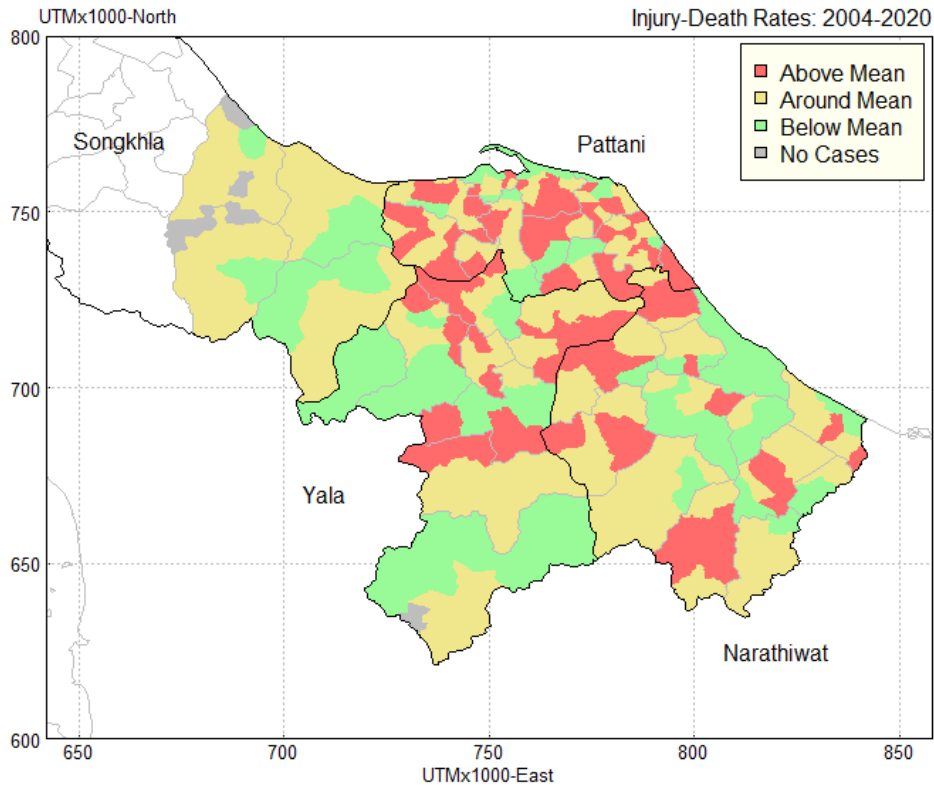 UTMx1000-North
Injury-Death Rates: 2004-2020
800
Above Mean
Around Mean
Below Mean
No Cases
Songkhla
Pattani
750
700
Yala
650
Narathiwat
600
650
700
750
800
850
UTMx1000-East